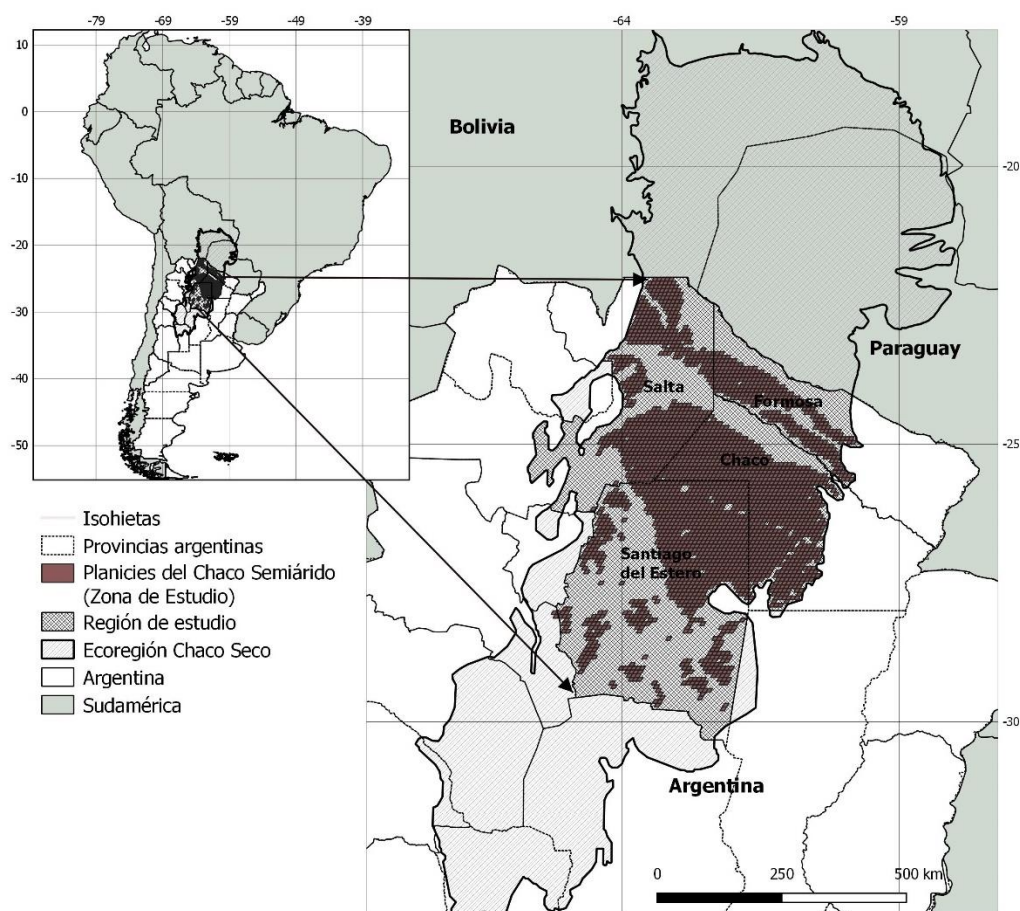 -79 -69 -59 -49 -39
-64 -59
10
0
-10
-20
-30
-40
-50
Bolivia
-20
Paraguay
Salta
Formosa
-25
Chaco
Santiago
del Estero
-30
Argentina
Isohietas
Provincias argentinas
Planicies del Chaco Semiárido
(Zona de Estudio)
Región de estudio
Ecoregión Chaco Seco
Argentina
Sudamérica
0 250 500 km